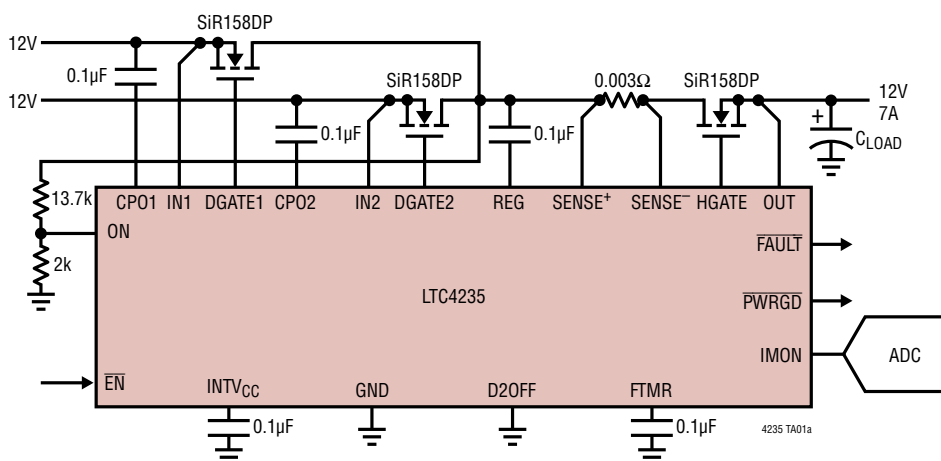 SiR158DP
12V
0.1µF
SiR158DP
0.003Ω
SiR158DP
12V
12V
7A
0.1µF
0.1µF
+
CLOAD
13.7k
CPO1 IN1 DGATE1 CPO2 IN2 DGATE2 REG SENSE+ SENSE− HGATE OUT
ON
FAULT
2k
LTC4235
PWRGD
IMON
ADC
EN
INTVCC GND D2OFF FTMR
0.1µF
0.1µF
4235 TA01a